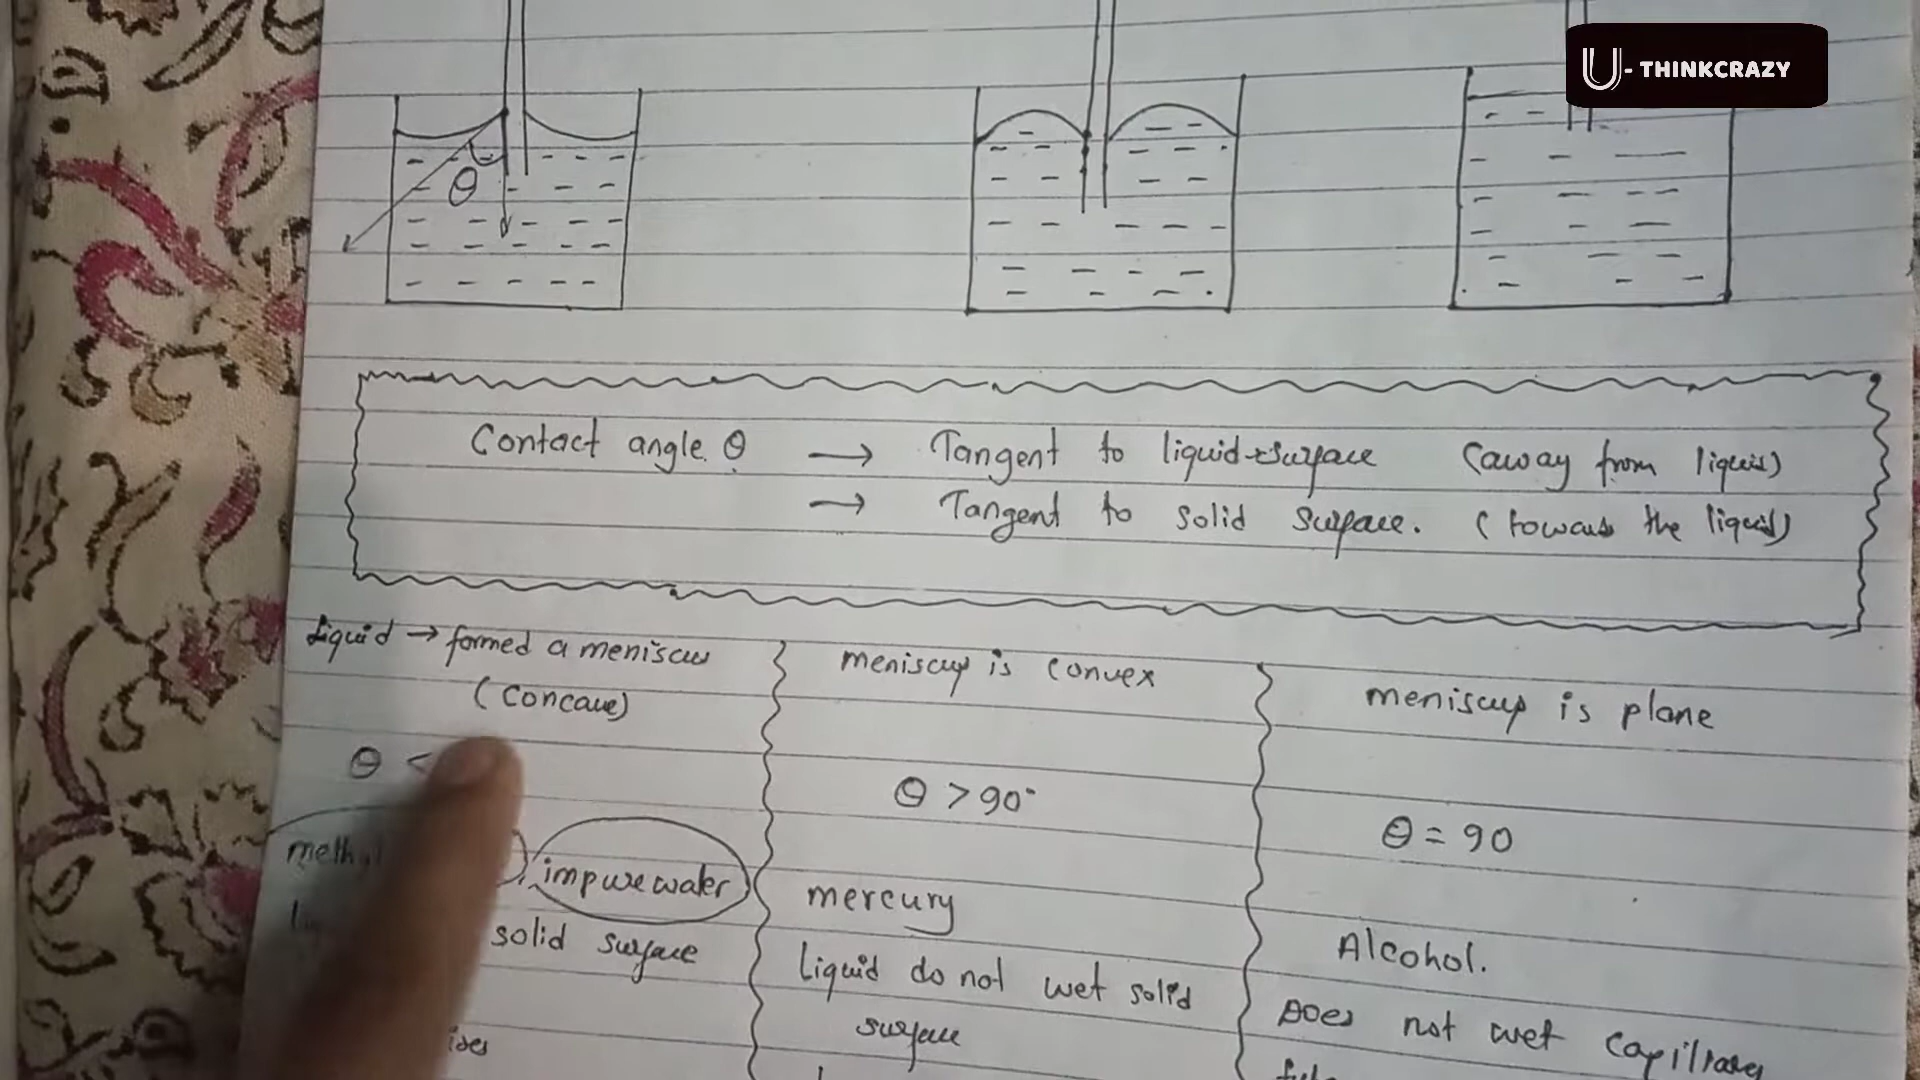 U - THINKCRAZY
θ
Contact angle. θ → Tangent to liquid surface (away from liquid)
→ Tangent to solid surface. (towards the liquid)
Liquid → formed a meniscus
(Concave)
θ <
impure water
solid surface
meniscus is convex
θ > 90°
mercury
Liquid do not wet solid
surface
meniscus is plane
θ = 90
Alcohol.
Does not wet capillary